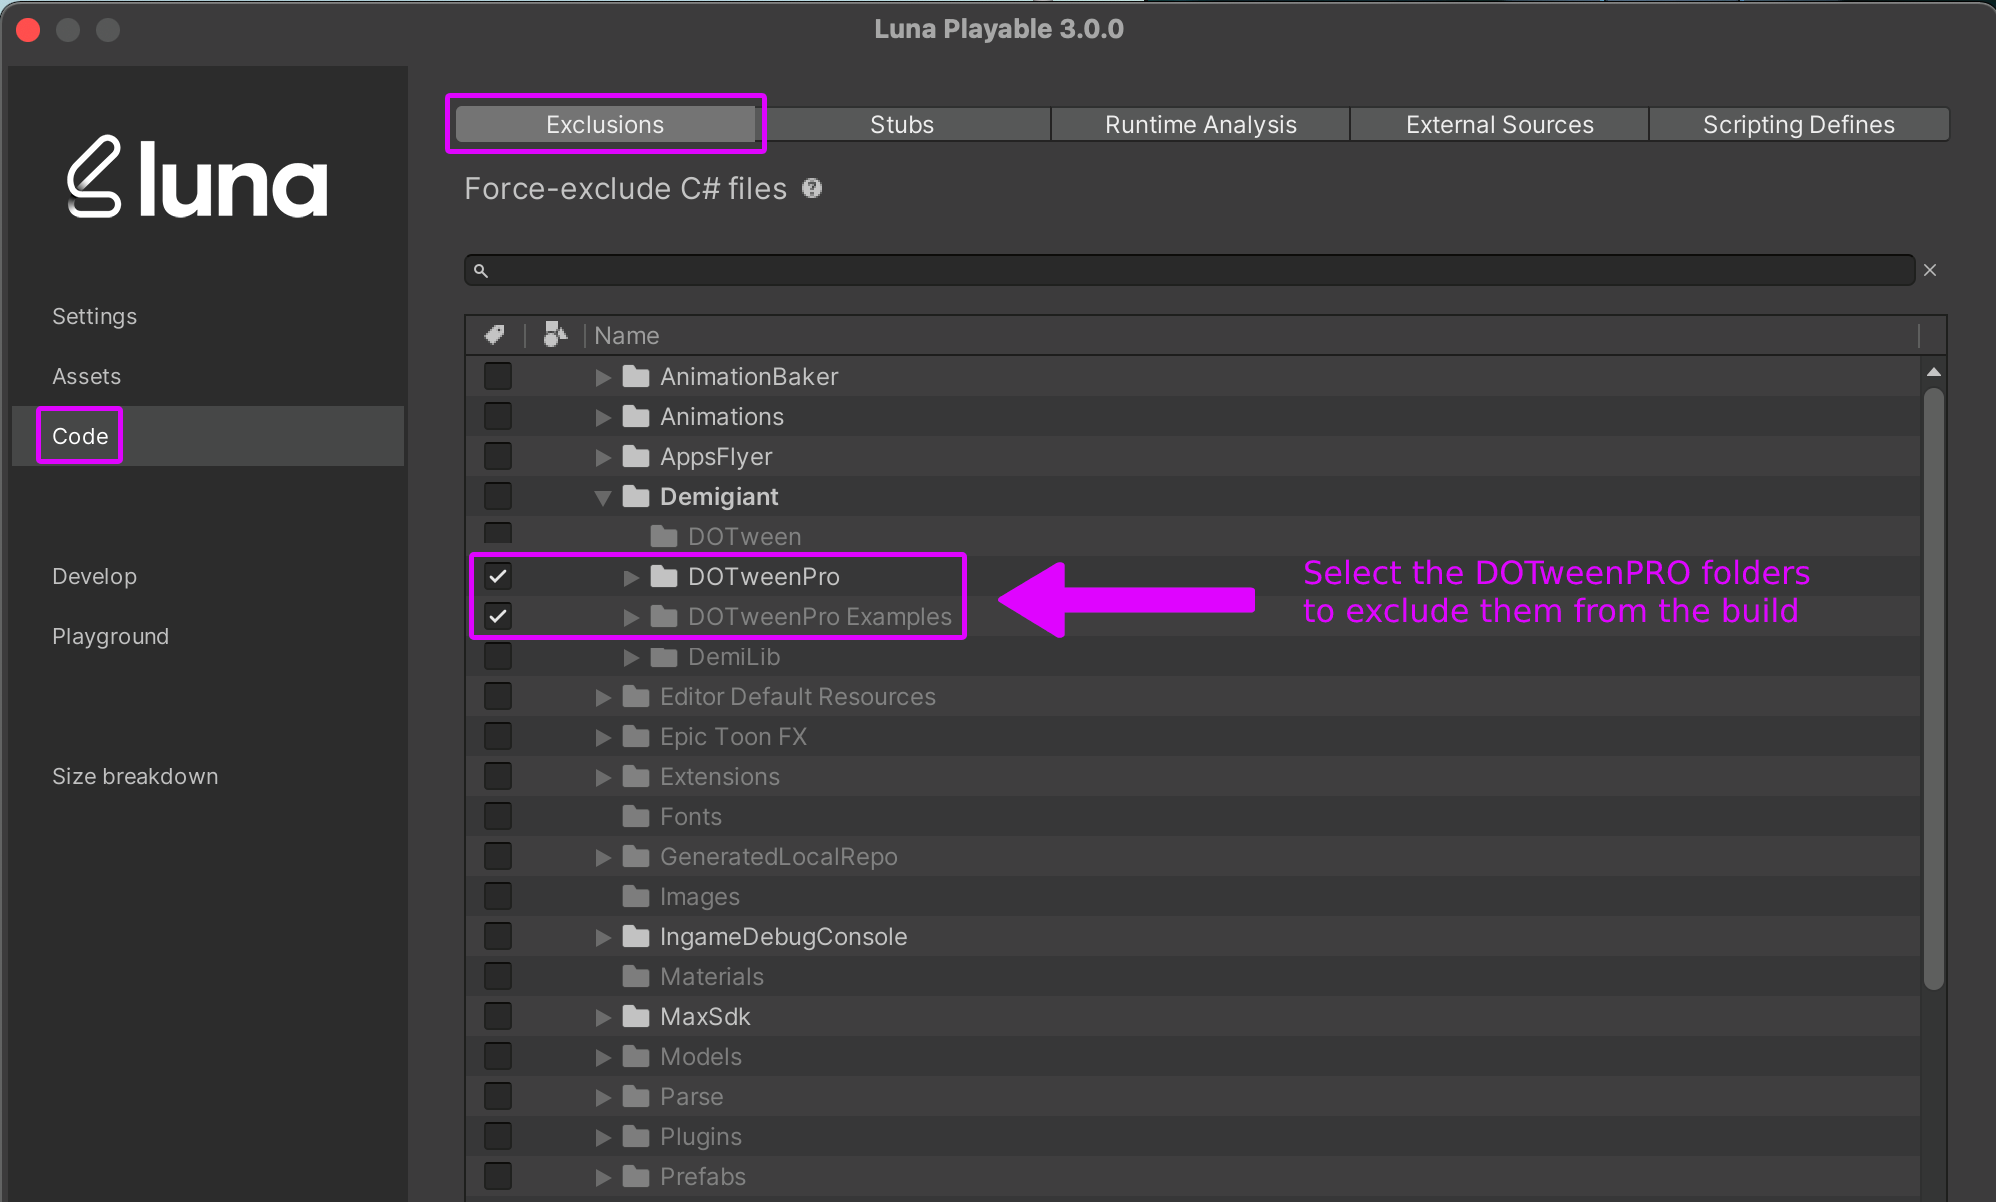 Luna Playable 3.0.0
luna
Settings
Assets
Code
Develop
Playground
Size breakdown
Exclusions
Stubs
Runtime Analysis
External Sources
Scripting Defines
Force-exclude C# files
Name
AnimationBaker
Animations
AppsFlyer
Demigiant
DOTween
DOTweenPro
DOTweenPro Examples
Select the DOTweenPRO folders
to exclude them from the build
DemiLib
Editor Default Resources
Epic Toon FX
Extensions
Fonts
GeneratedLocalRepo
Images
IngameDebugConsole
Materials
MaxSdk
Models
Parse
Plugins
Prefabs